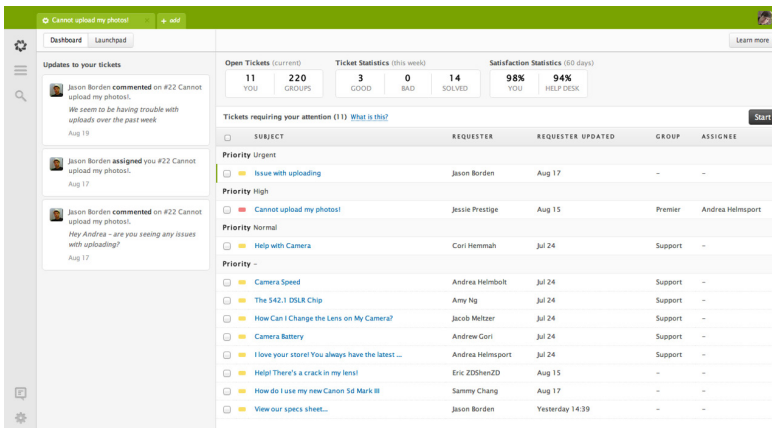 Cannot upload my photos! × + add
Dashboard Launchpad
Learn more
Updates to your tickets
Jason Borden commented on #22 Cannot
upload my photos!.
We seem to be having trouble with
uploads over the past week
Aug 19
Jason Borden assigned you #22 Cannot
upload my photos!.
Aug 17
Jason Borden commented on #22 Cannot
upload my photos!.
Hey Andrea – are you seeing any issues
with uploading?
Aug 17
Open Tickets (current) Ticket Statistics (this week) Satisfaction Statistics (60 days)
11 220 3 0 14 98% 94%
YOU GROUPS GOOD BAD SOLVED YOU HELP DESK
Tickets requiring your attention (11) What is this? Start
SUBJECT REQUESTER REQUESTER UPDATED GROUP ASSIGNEE
Priority Urgent
Issue with uploading Jason Borden Aug 17 – –
Priority High
Cannot upload my photos! Jessie Prestige Aug 15 Premier Andrea Helmsport
Priority Normal
Help with Camera Cori Hemmah Jul 24 Support –
Priority –
Camera Speed Andrea Helmbolt Jul 24 Support –
The 542.1 DSLR Chip Amy Ng Jul 24 Support –
How Can I Change the Lens on My Camera? Jacob Meltzer Jul 24 Support –
Camera Battery Andrew Gori Jul 24 Support –
I love your store! You always have the latest ... Andrea Helmsport Jul 24 Support –
Help! There's a crack in my lens! Eric ZDShenZD Aug 15 – –
How do I use my new Canon 5d Mark III Sammy Chang Aug 17 – –
View our specs sheet... Jason Borden Yesterday 14:39 – –